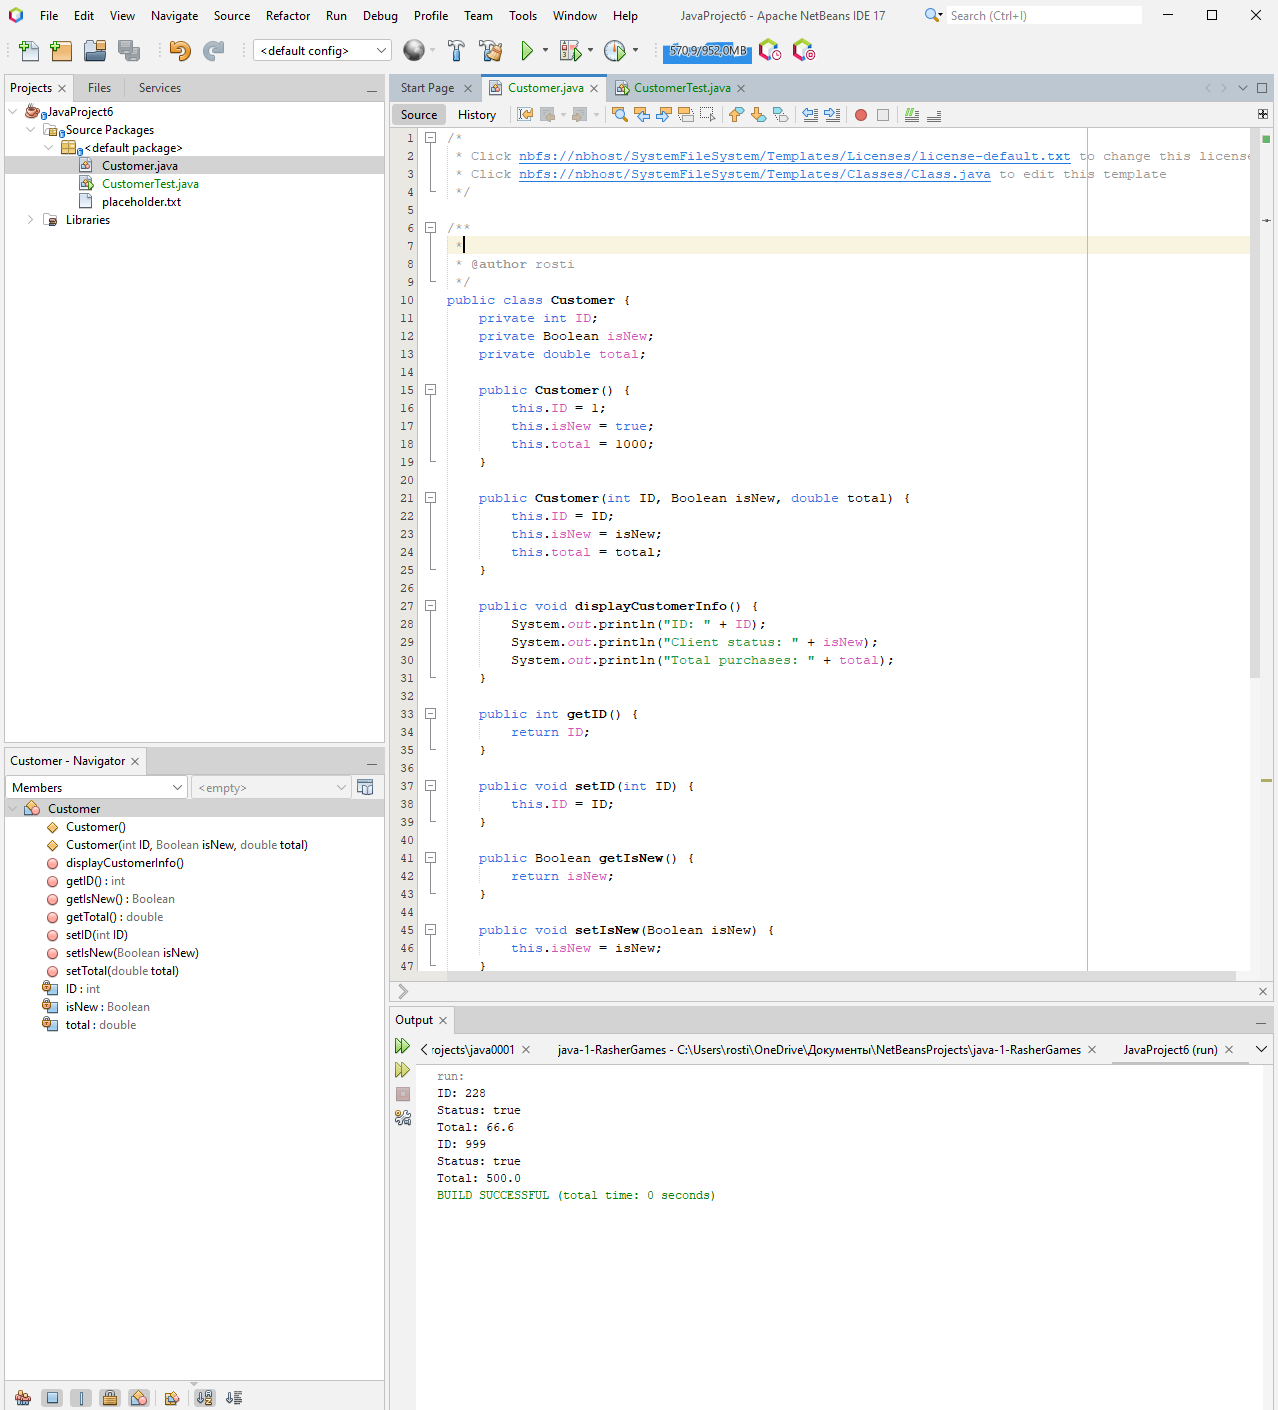 File Edit View Navigate Source Refactor Run Debug Profile Team Tools Window Help JavaProject6 - Apache NetBeans IDE 17 Search (Ctrl+I)
<default config> 570,9/952,0MB
Projects Files Services
JavaProject6
Source Packages
<default package>
Customer.java
CustomerTest.java
placeholder.txt
Libraries
Customer - Navigator
Members <empty>
Customer
Customer()
Customer(int ID, Boolean isNew, double total)
displayCustomerInfo()
getID() : int
getIsNew() : Boolean
getTotal() : double
setID(int ID)
setIsNew(Boolean isNew)
setTotal(double total)
ID : int
isNew : Boolean
total : double
Start Page Customer.java CustomerTest.java
Source History
1 /*
2 * Click nbfs://nbhost/SystemFileSystem/Templates/Licenses/license-default.txt to change this license
3 * Click nbfs://nbhost/SystemFileSystem/Templates/Classes/Class.java to edit this template
4 */
5
6 /**
7 *
8 * @author rosti
9 */
10 public class Customer {
11 private int ID;
12 private Boolean isNew;
13 private double total;
14
15 public Customer() {
16 this.ID = 1;
17 this.isNew = true;
18 this.total = 1000;
19 }
20
21 public Customer(int ID, Boolean isNew, double total) {
22 this.ID = ID;
23 this.isNew = isNew;
24 this.total = total;
25 }
26
27 public void displayCustomerInfo() {
28 System.out.println("ID: " + ID);
29 System.out.println("Client status: " + isNew);
30 System.out.println("Total purchases: " + total);
31 }
32
33 public int getID() {
34 return ID;
35 }
36
37 public void setID(int ID) {
38 this.ID = ID;
39 }
40
41 public Boolean getIsNew() {
42 return isNew;
43 }
44
45 public void setIsNew(Boolean isNew) {
46 this.isNew = isNew;
47 }
Output
rojects\java0001 java-1-RasherGames - C:\Users\rosti\OneDrive\Документы\NetBeansProjects\java-1-RasherGames JavaProject6 (run)
run:
ID: 228
Status: true
Total: 66.6
ID: 999
Status: true
Total: 500.0
BUILD SUCCESSFUL (total time: 0 seconds)